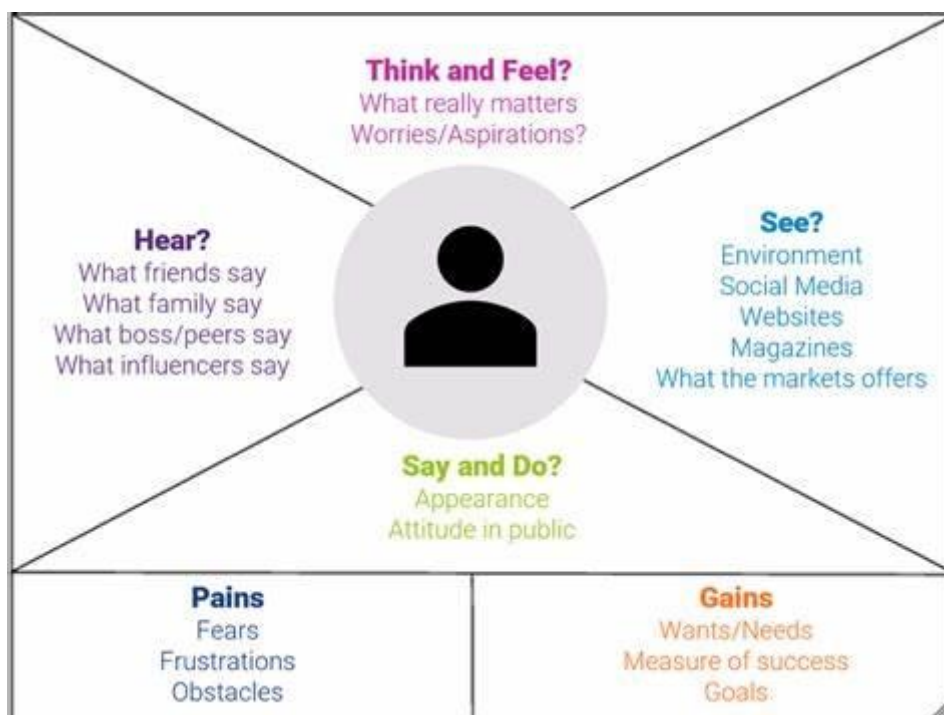 Think and Feel?
What really matters
Worries/Aspirations?
Hear?
What friends say
What family say
What boss/peers say
What influencers say
See?
Environment
Social Media
Websites
Magazines
What the markets offers
Say and Do?
Appearance
Attitude in public
Pains
Fears
Frustrations
Obstacles
Gains
Wants/Needs
Measure of success
Goals